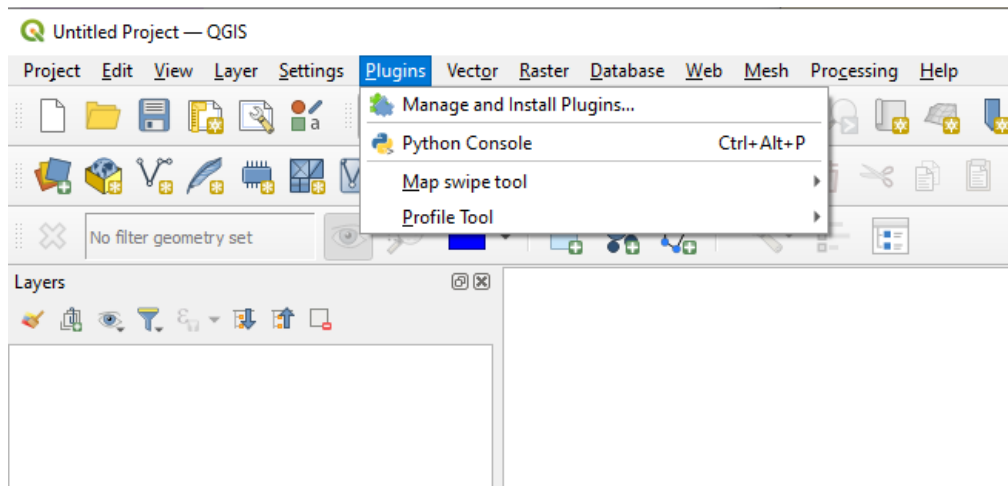 Untitled Project — QGIS
Project Edit View Layer Settings Plugins Vector Raster Database Web Mesh Processing Help
Manage and Install Plugins...
a
Python Console Ctrl+Alt+P
Map swipe tool
Profile Tool
No filter geometry set
Layers